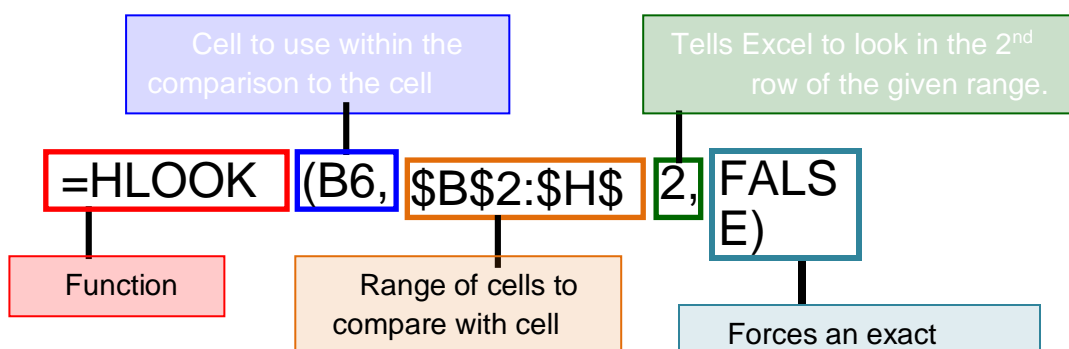 Cell to use within the
comparison to the cell
Tells Excel to look in the 2nd
row of the given range.
=HLOOK (B6, $B$2:$H$ 2, FALS
E)
Function
Range of cells to
compare with cell
Forces an exact